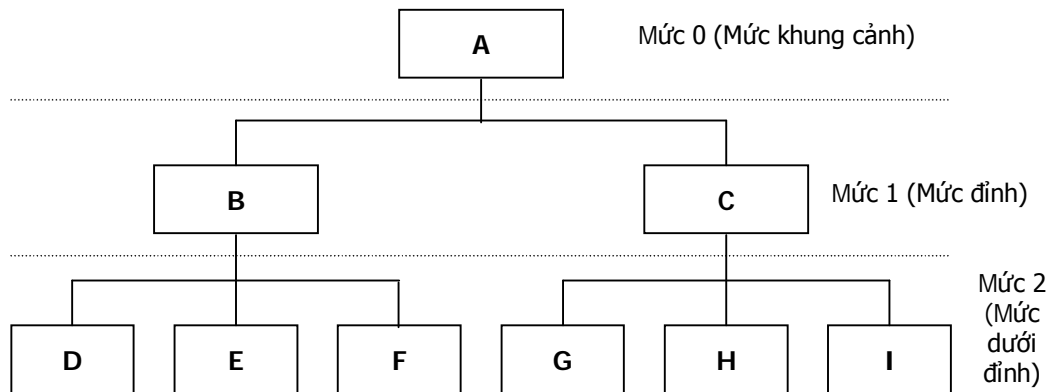 A
Mức 0 (Mức khung cảnh)
B
C
Mức 1 (Mức đỉnh)
Mức 2
(Mức
dưới
đỉnh)
D
E
F
G
H
I